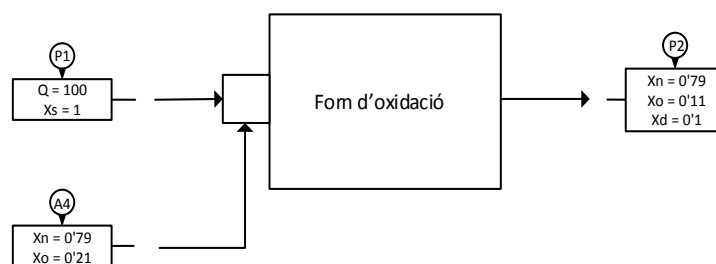 P1
Q = 100
Xs = 1
Forn d’oxidació
P2
Xn = 0'79
Xo = 0'11
Xd = 0'1
A4
Xn = 0'79
Xo = 0'21